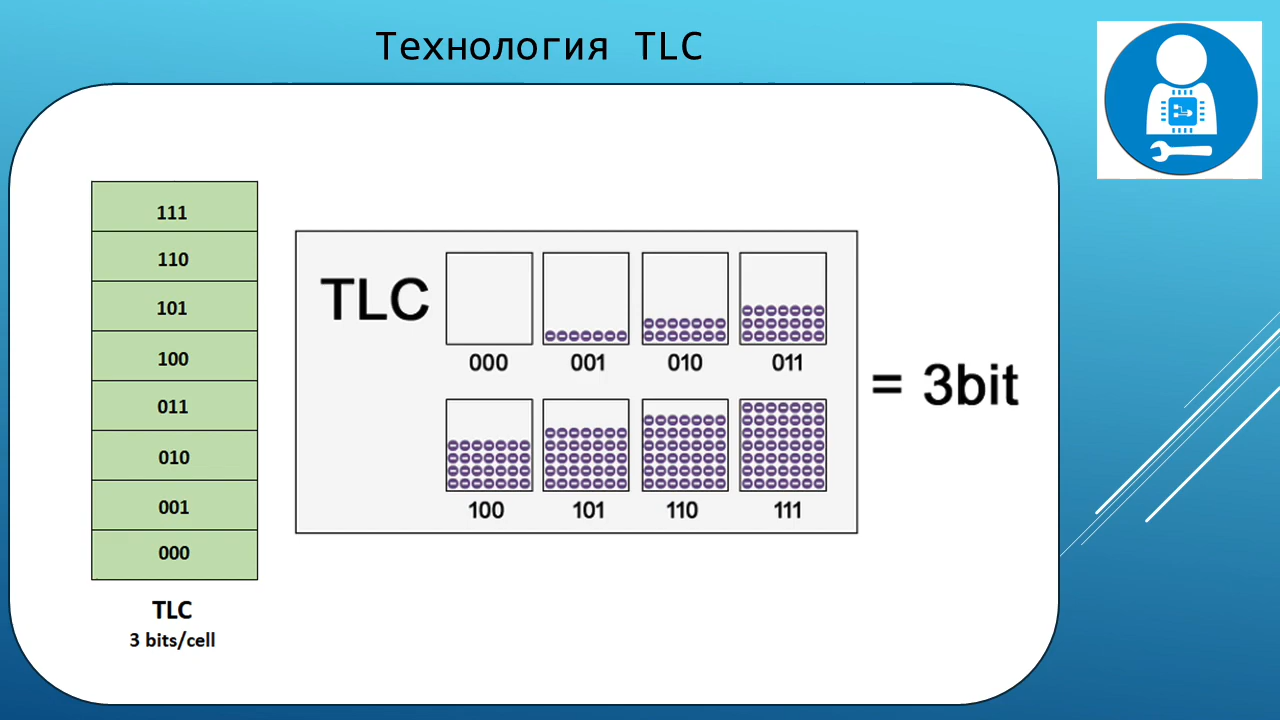 Технология TLC
111
110
101
100
011
010
001
000
TLC
3 bits/cell
TLC
000 001 010 011
100 101 110 111
= 3bit